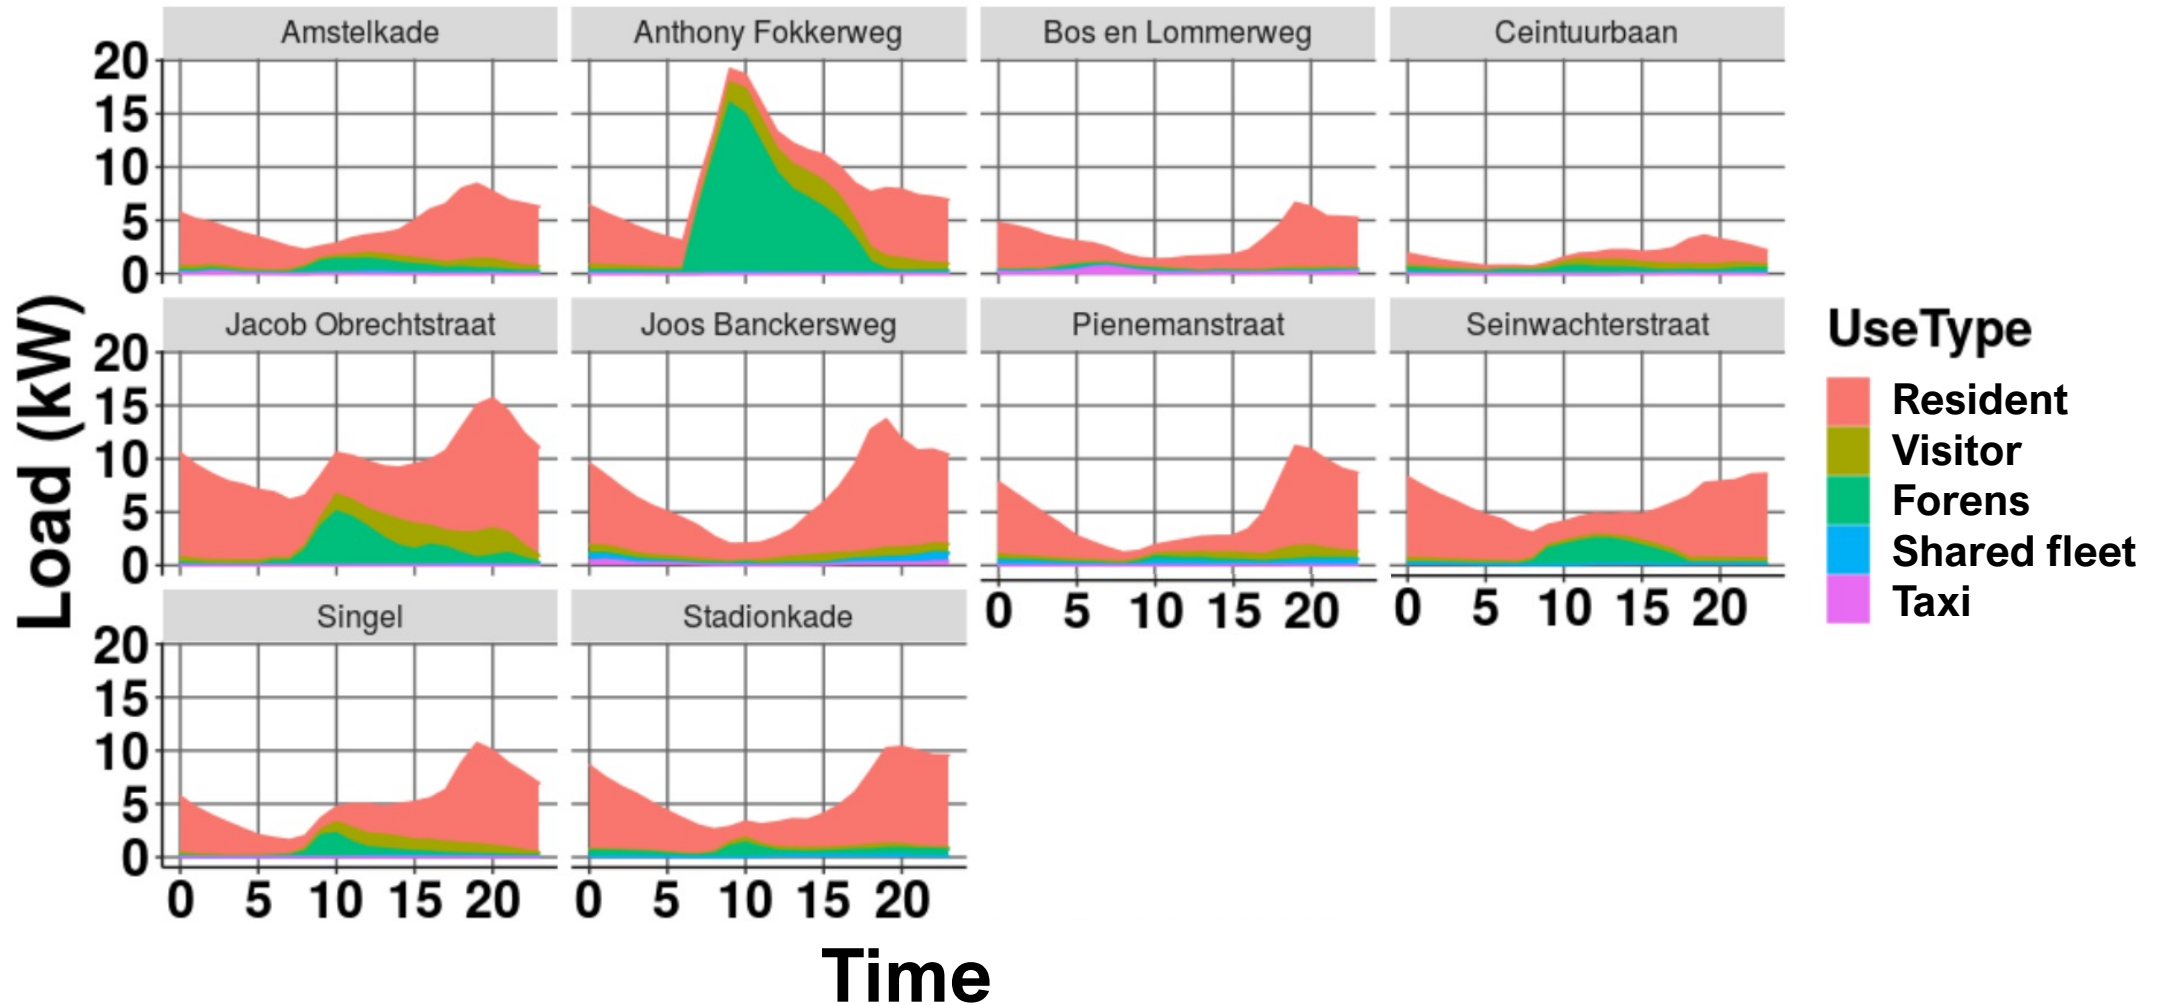 Amstelkade
Anthony Fokkerweg
Bos en Lommerweg
Ceintuurbaan
20
15
10
5
0
Jacob Obrechtstraat
Joos Banckersweg
Pienemanstraat
Seinwachterstraat
20
15
10
5
0
0 5 10 15 20
0 5 10 15 20
Singel
Stadionkade
20
15
10
5
0
0 5 10 15 20
0 5 10 15 20
Load (kW)
Time
UseType
Resident
Visitor
Forens
Shared fleet
Taxi